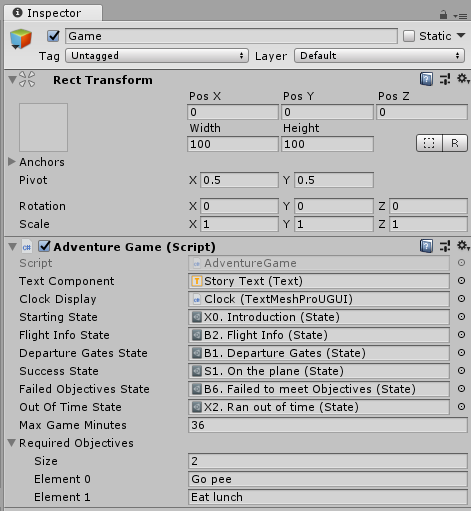 Inspector
Game Static
Tag Untagged Layer Default
Rect Transform
Pos X Pos Y Pos Z
0 0 0
Width Height
100 100
R
Anchors
Pivot X 0.5 Y 0.5
Rotation X 0 Y 0 Z 0
Scale X 1 Y 1 Z 1
Adventure Game (Script)
Script AdventureGame
Text Component Story Text (Text)
Clock Display Clock (TextMeshProUGUI)
Starting State X0. Introduction (State)
Flight Info State B2. Flight Info (State)
Departure Gates State B1. Departure Gates (State)
Success State S1. On the plane (State)
Failed Objectives State B6. Failed to meet Objectives (State)
Out Of Time State X2. Ran out of time (State)
Max Game Minutes 36
Required Objectives
Size 2
Element 0 Go pee
Element 1 Eat lunch